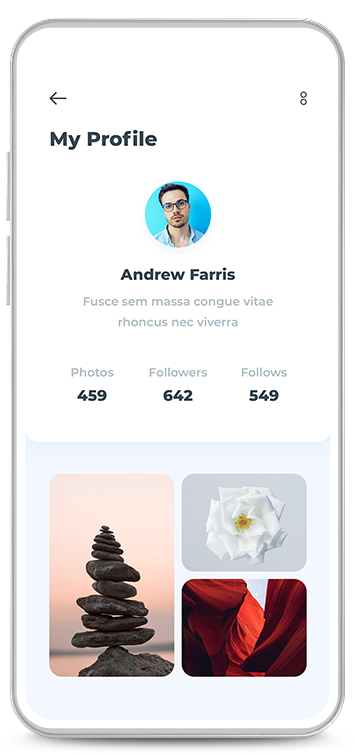 My Profile
Andrew Farris
Fusce sem massa congue vitae
rhoncus nec viverra
Photos Followers Follows
459 642 549